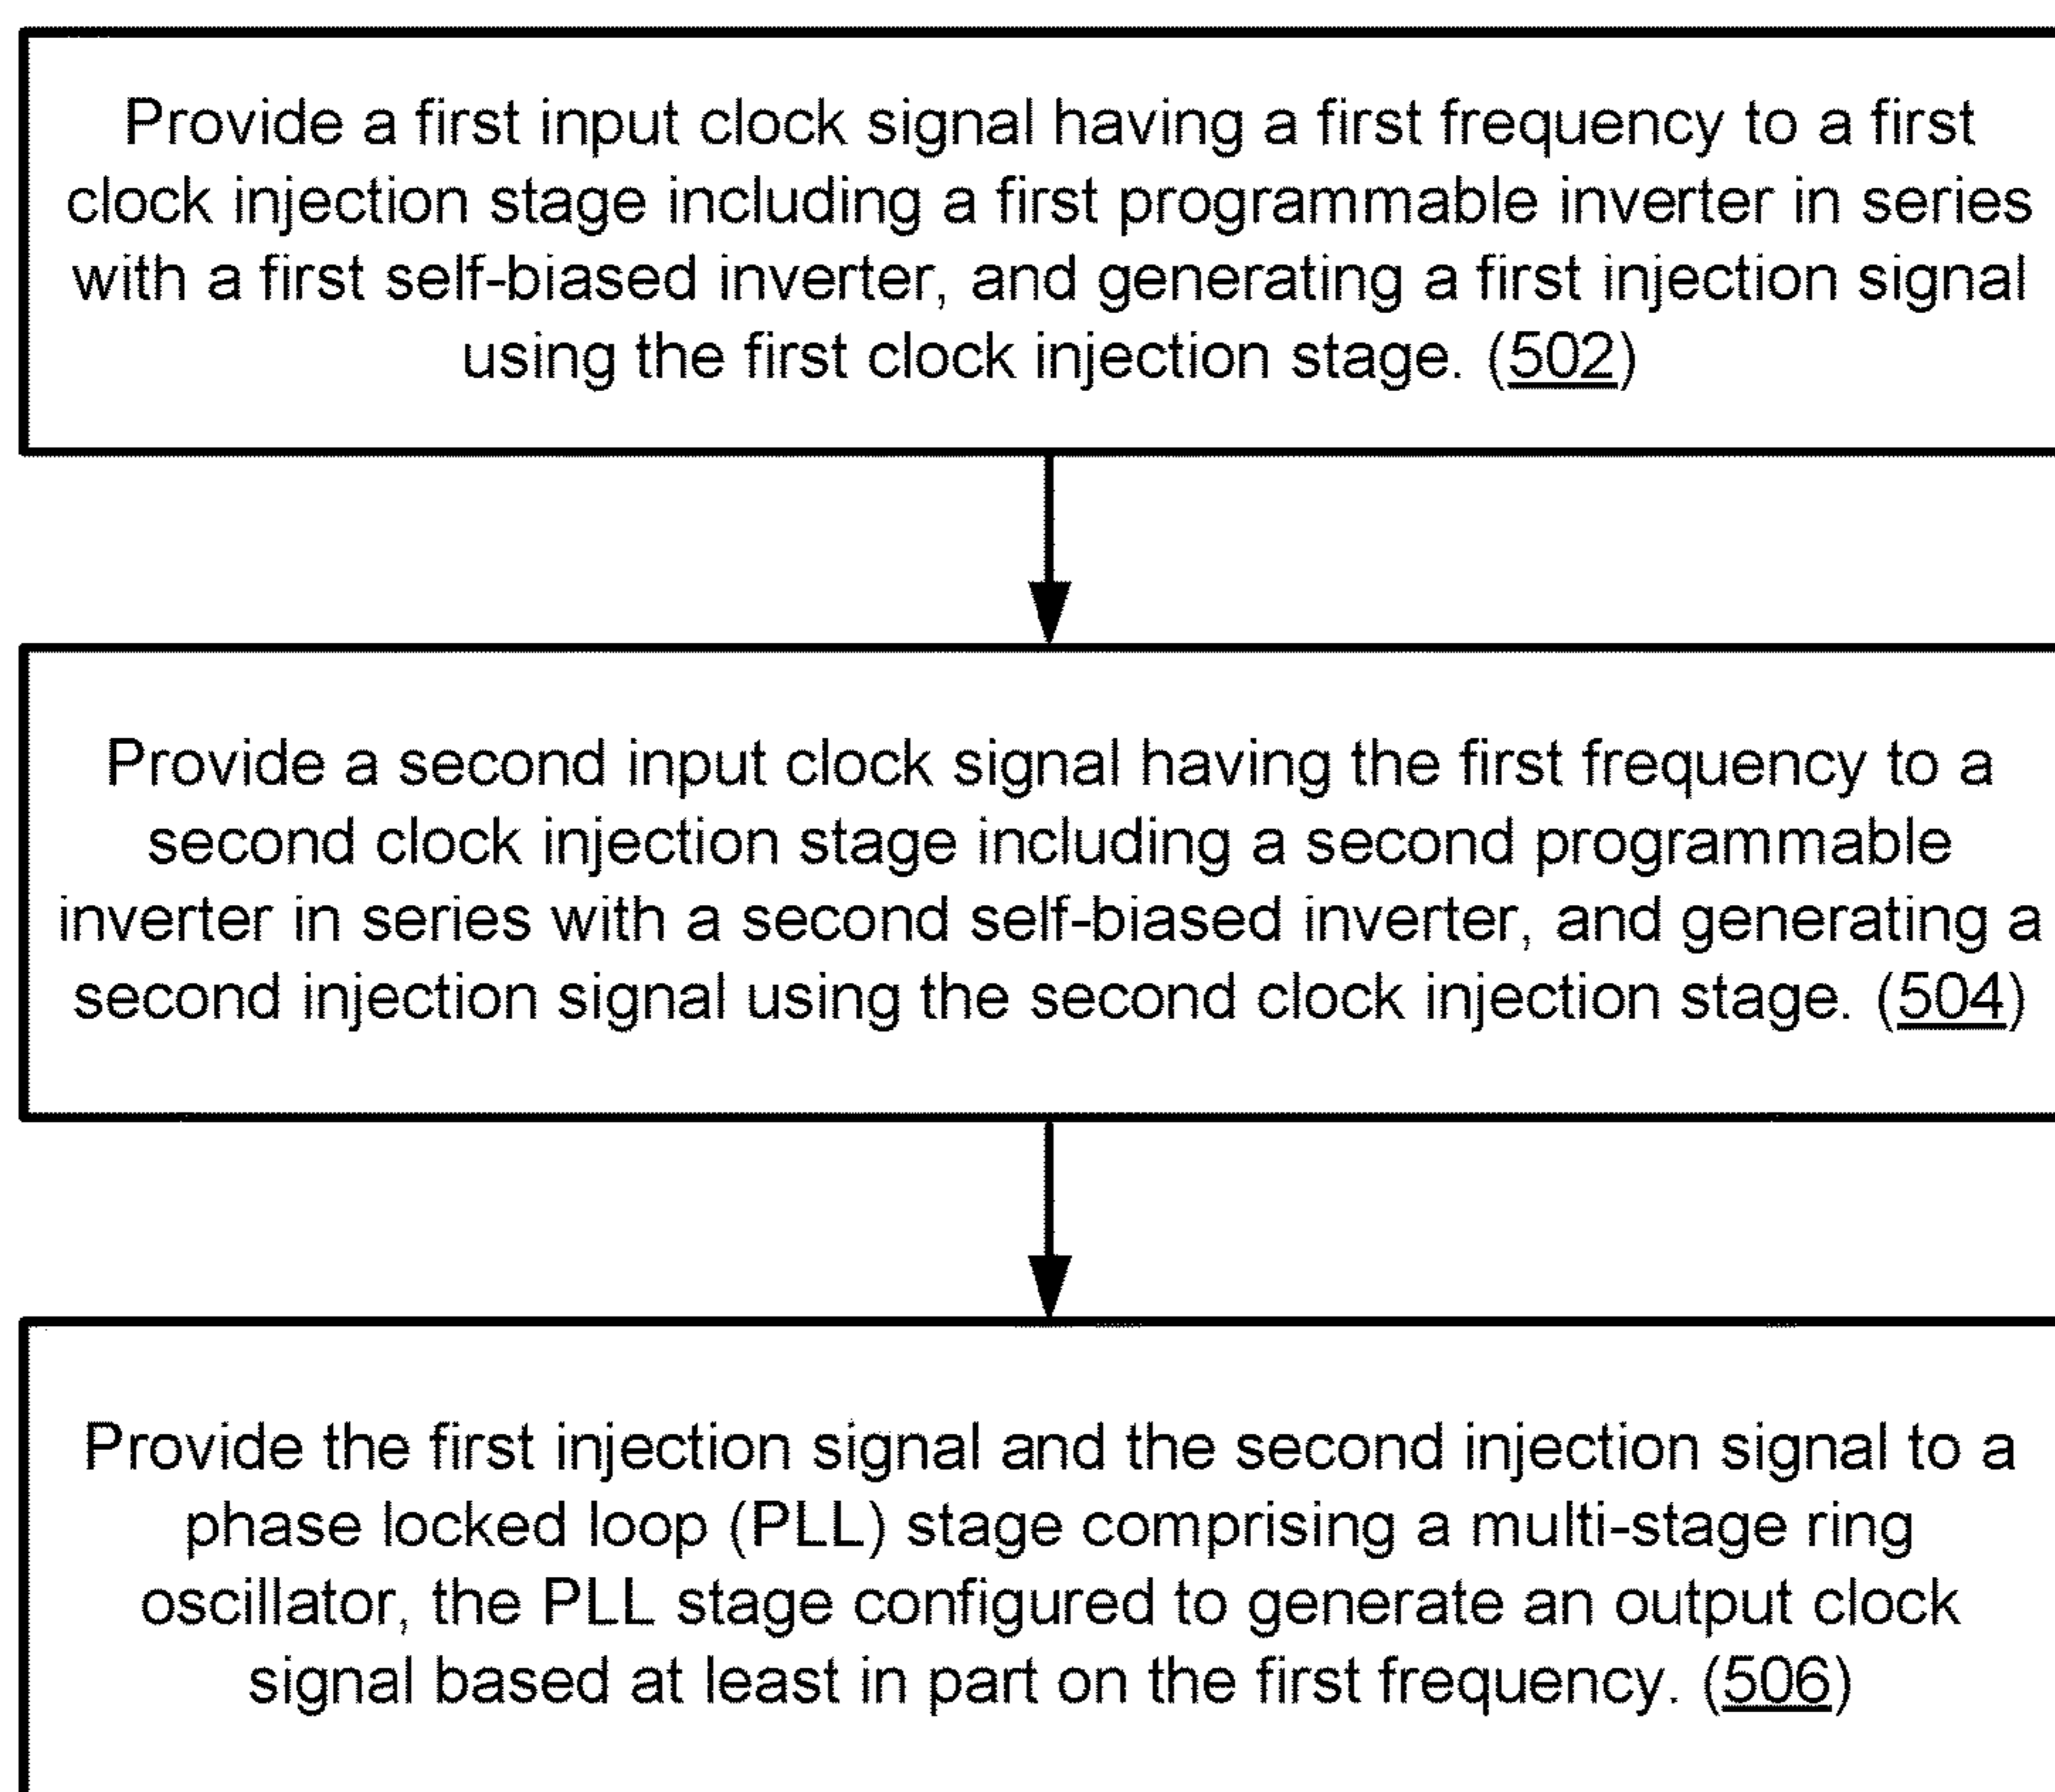 Provide a first input clock signal having a first frequency to a first
clock injection stage including a first programmable inverter in series
with a first self-biased inverter, and generating a first injection signal
using the first clock injection stage. (502)
Provide a second input clock signal having the first frequency to a
second clock injection stage including a second programmable
inverter in series with a second self-biased inverter, and generating a
second injection signal using the second clock injection stage. (504)
Provide the first injection signal and the second injection signal to a
phase locked loop (PLL) stage comprising a multi-stage ring
oscillator, the PLL stage configured to generate an output clock
signal based at least in part on the first frequency. (506)